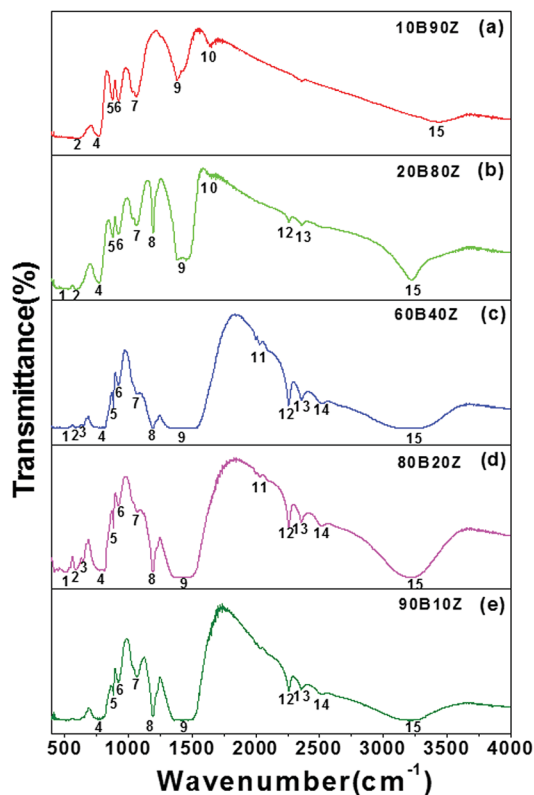 10B90Z (a)
2 4 5 6 7 9 10 15
20B80Z (b)
1 2 4 5 6 7 8 9 10 12 13 15
60B40Z (c)
1 2 3 4 5 6 7 8 9 11 12 13 14 15
80B20Z (d)
1 2 3 4 5 6 7 8 9 11 12 13 14 15
90B10Z (e)
4 5 6 7 8 9 12 13 14 15
Transmittance(%)
500 1000 1500 2000 2500 3000 3500 4000
Wavenumber(cm⁻¹)